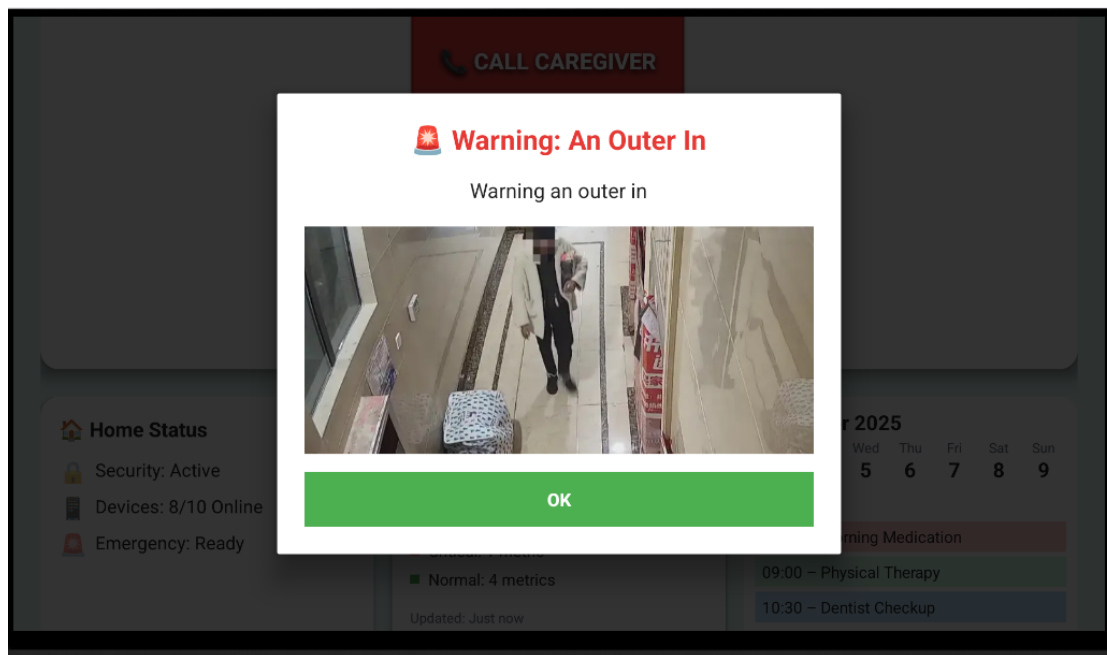 CALL CAREGIVER
Warning: An Outer In
Warning an outer in
OK
Home Status
Security: Active
Devices: 8/10 Online
Emergency: Ready
Normal: 4 metrics
Updated: Just now
2025
Wed Thu Fri Sat Sun
5 6 7 8 9
Medication
09:00 – Physical Therapy
10:30 – Dentist Checkup